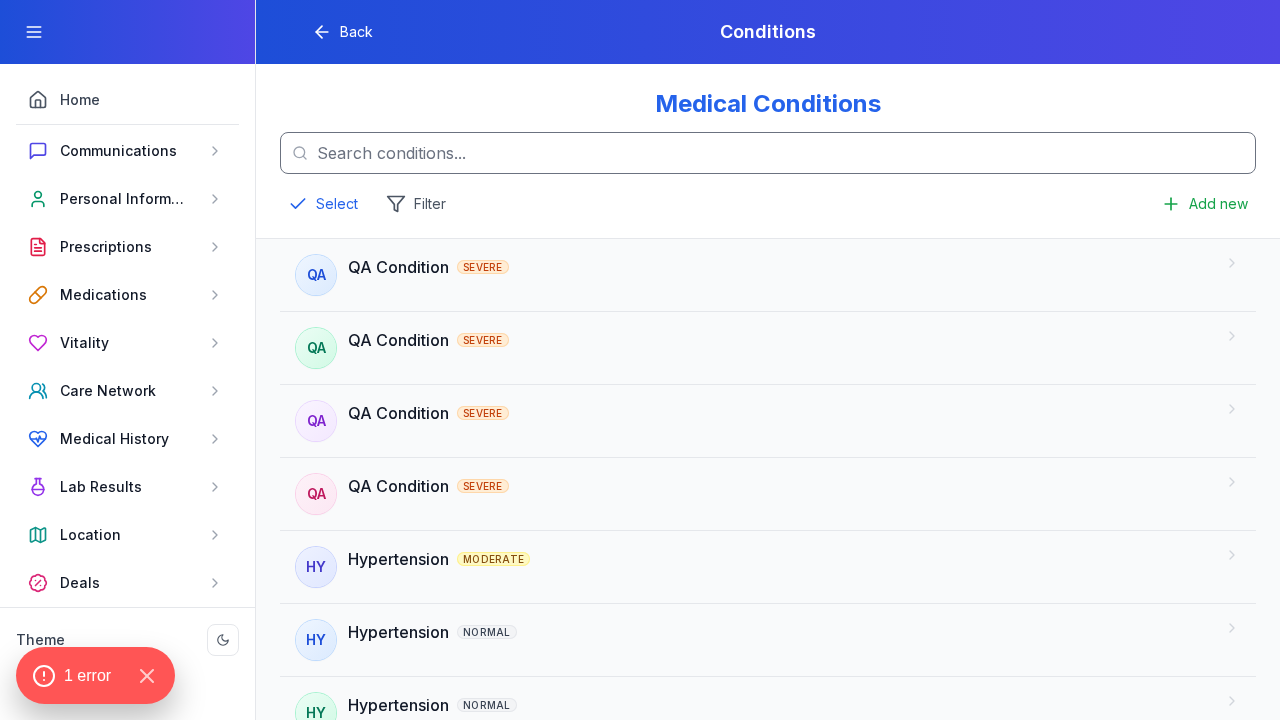 Back
Conditions
Home
Communications
Personal Inform...
Prescriptions
Medications
Vitality
Care Network
Medical History
Lab Results
Location
Deals
Theme
1 error
Medical Conditions
Search conditions...
Select
Filter
Add new
QA
QA Condition SEVERE
QA
QA Condition SEVERE
QA
QA Condition SEVERE
QA
QA Condition SEVERE
HY
Hypertension MODERATE
HY
Hypertension NORMAL
HY
Hypertension NORMAL